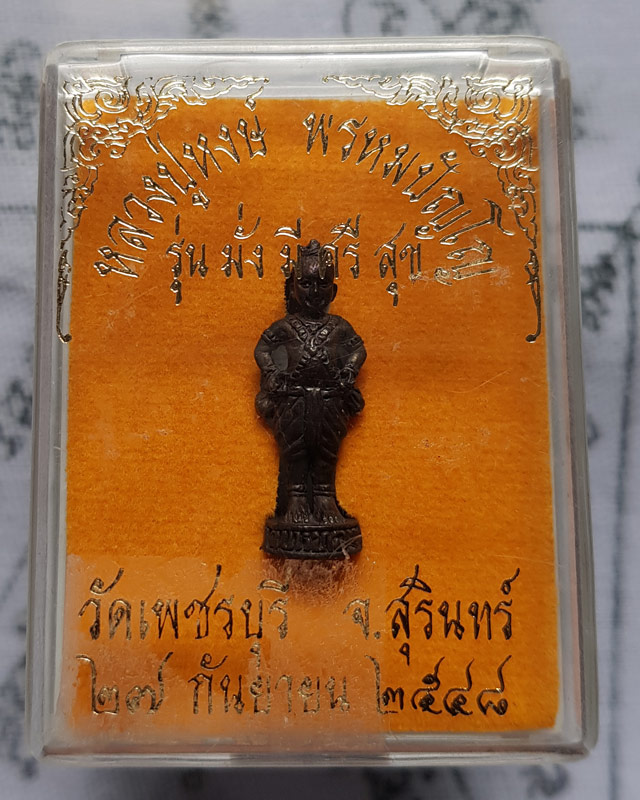 หลวงปู่หงษ์ พรหมปัญโญ
รุ่น มั่ง มี ศรี สุข
วัดเพชรบุรี จ.สุรินทร์
๒๗ กันยายน ๒๕๔๘